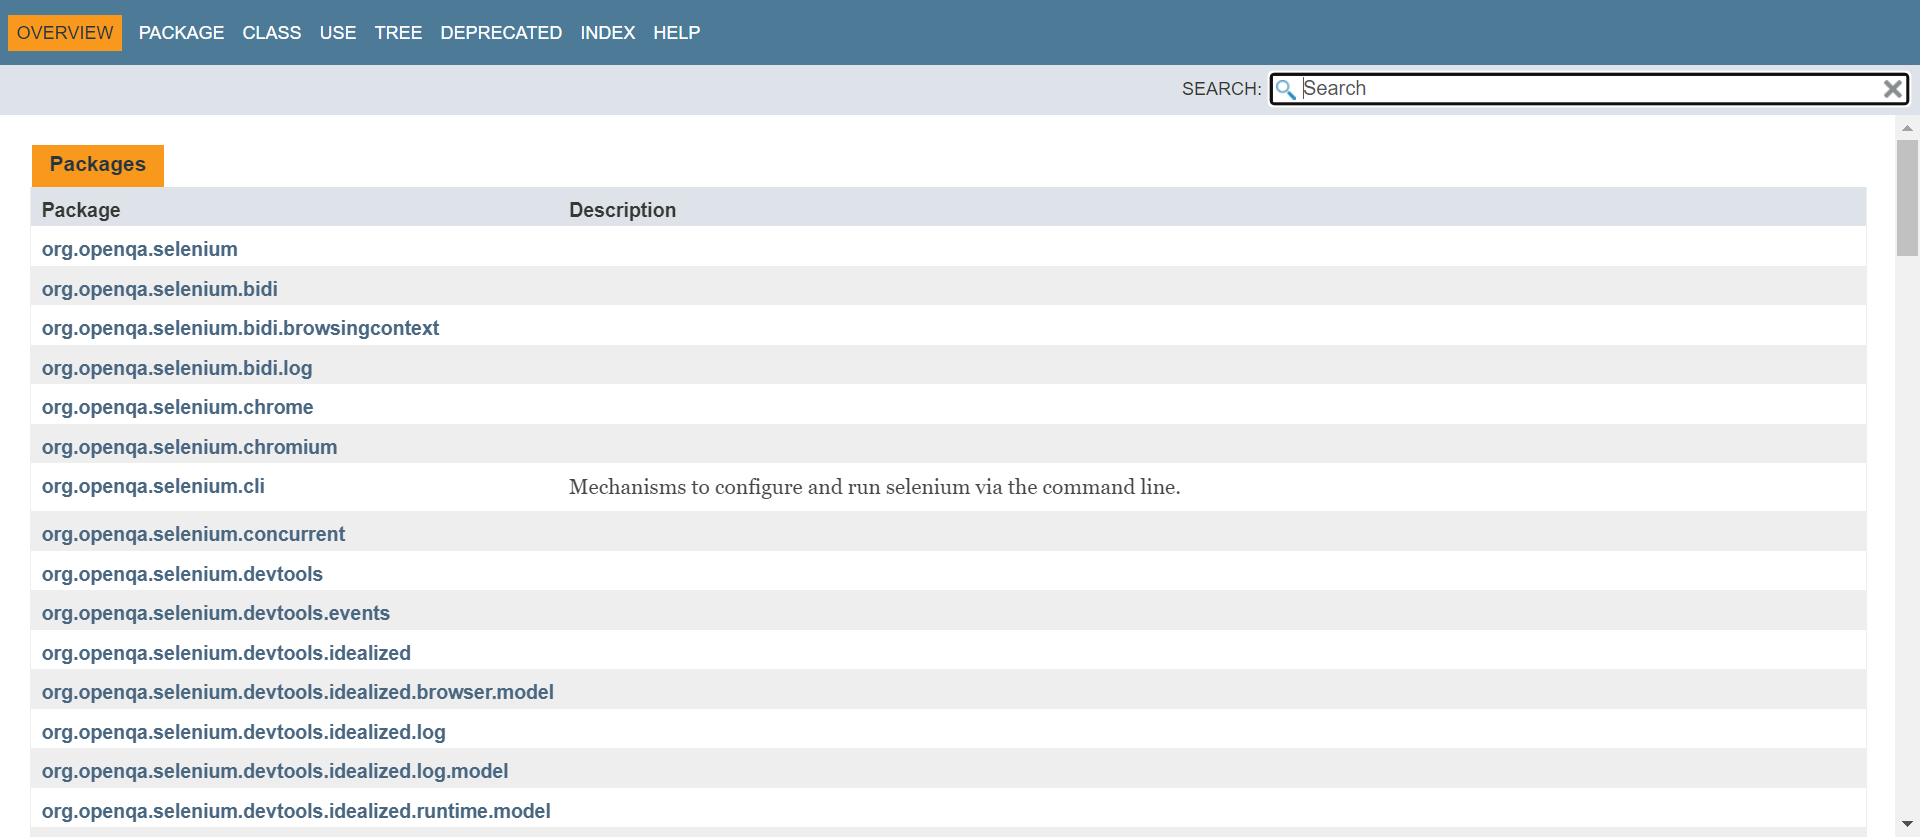 OVERVIEW PACKAGE CLASS USE TREE DEPRECATED INDEX HELP
SEARCH: Search
Packages
Package Description
org.openqa.selenium
org.openqa.selenium.bidi
org.openqa.selenium.bidi.browsingcontext
org.openqa.selenium.bidi.log
org.openqa.selenium.chrome
org.openqa.selenium.chromium
org.openqa.selenium.cli Mechanisms to configure and run selenium via the command line.
org.openqa.selenium.concurrent
org.openqa.selenium.devtools
org.openqa.selenium.devtools.events
org.openqa.selenium.devtools.idealized
org.openqa.selenium.devtools.idealized.browser.model
org.openqa.selenium.devtools.idealized.log
org.openqa.selenium.devtools.idealized.log.model
org.openqa.selenium.devtools.idealized.runtime.model